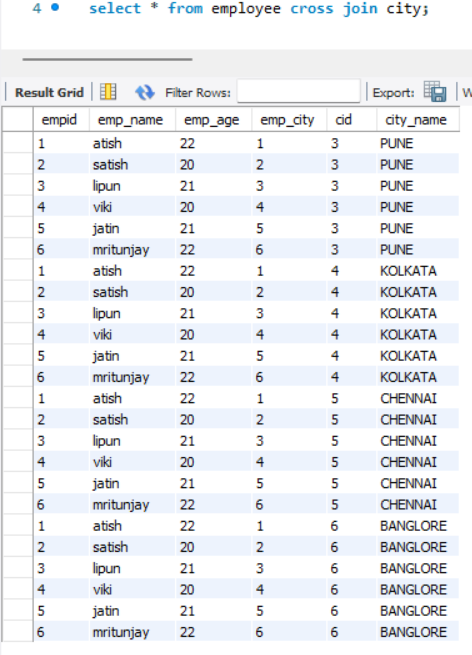 4 select * from employee cross join city;
Result Grid Filter Rows: Export: W
empid emp_name emp_age emp_city cid city_name
1 atish 22 1 3 PUNE
2 satish 20 2 3 PUNE
3 lipun 21 3 3 PUNE
4 viki 20 4 3 PUNE
5 jatin 21 5 3 PUNE
6 mritunjay 22 6 3 PUNE
1 atish 22 1 4 KOLKATA
2 satish 20 2 4 KOLKATA
3 lipun 21 3 4 KOLKATA
4 viki 20 4 4 KOLKATA
5 jatin 21 5 4 KOLKATA
6 mritunjay 22 6 4 KOLKATA
1 atish 22 1 5 CHENNAI
2 satish 20 2 5 CHENNAI
3 lipun 21 3 5 CHENNAI
4 viki 20 4 5 CHENNAI
5 jatin 21 5 5 CHENNAI
6 mritunjay 22 6 5 CHENNAI
1 atish 22 1 6 BANGLORE
2 satish 20 2 6 BANGLORE
3 lipun 21 3 6 BANGLORE
4 viki 20 4 6 BANGLORE
5 jatin 21 5 6 BANGLORE
6 mritunjay 22 6 6 BANGLORE